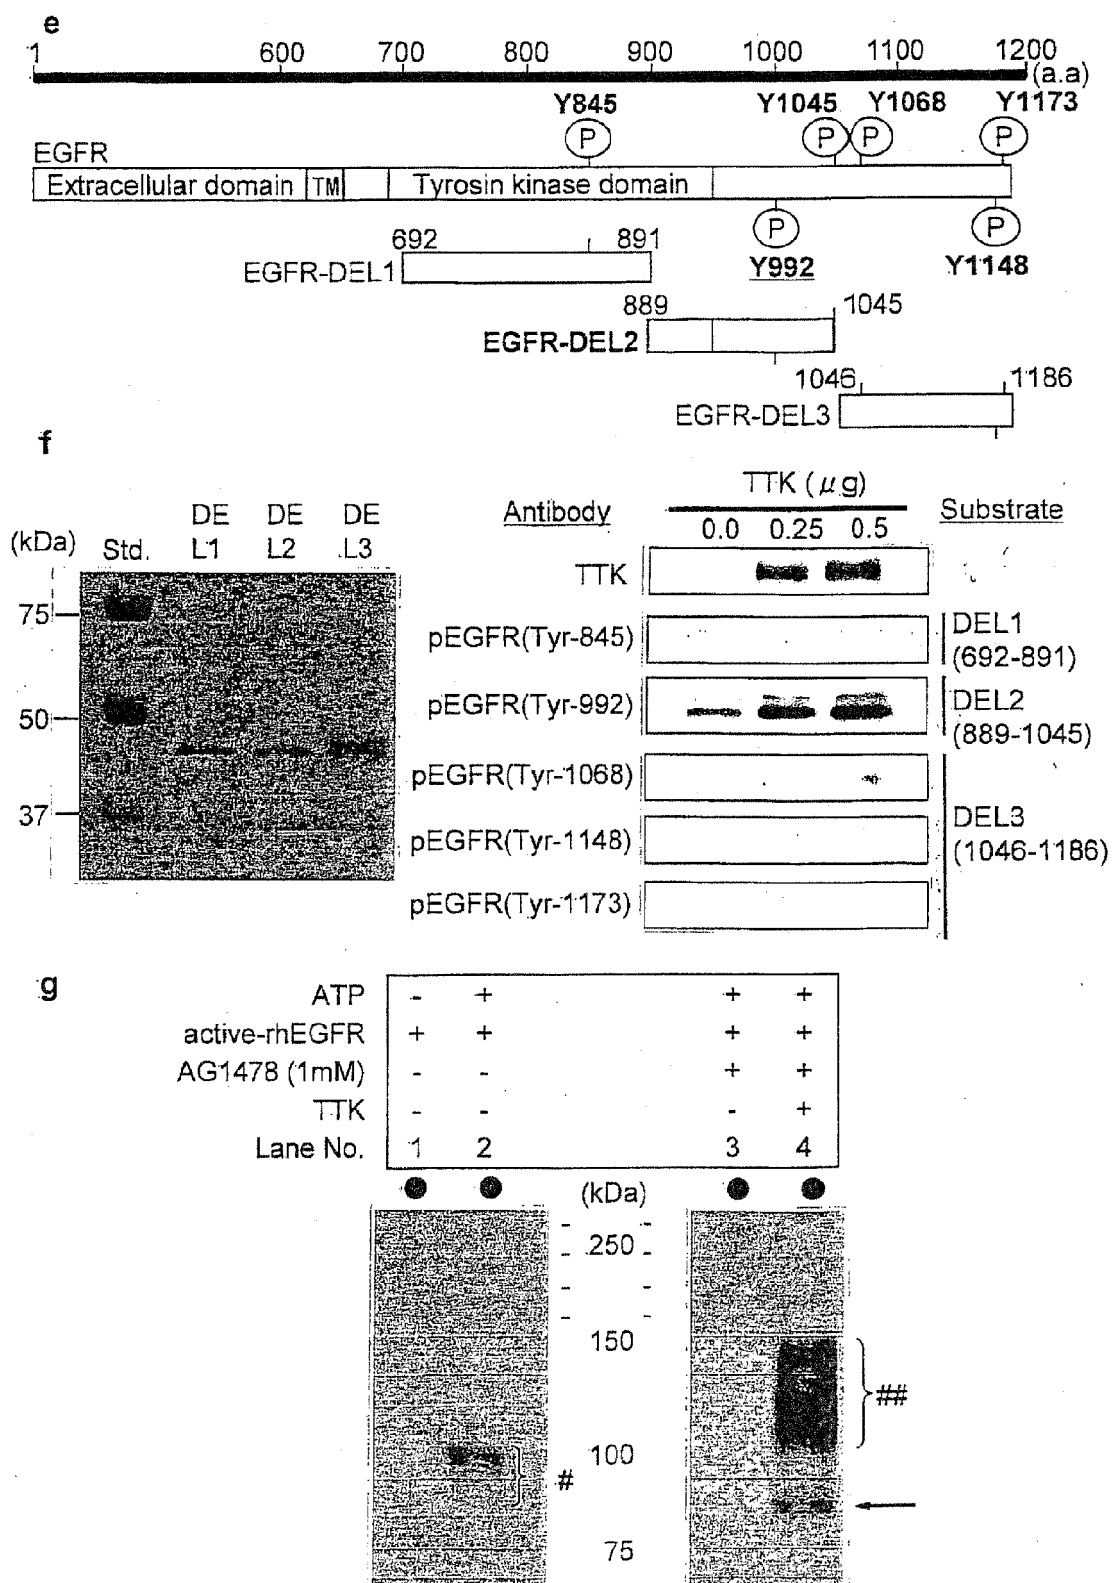 e
1 600 700 800 900 1000 1100 1200
(a.a)
Y845 Y1045 Y1068 Y1173
P P P P
EGFR
Extracellular domain TM Tyrosin kinase domain
P P
692 891 Y992 Y1148
EGFR-DEL1
889 1045
EGFR-DEL2
1046 1186
EGFR-DEL3
f
(kDa) Std. DE L1 DE L2 DE L3
75
50
37
TTK (μg)
Antibody 0.0 0.25 0.5 Substrate
TTK
pEGFR(Tyr-845) DEL1 (692-891)
pEGFR(Tyr-992) DEL2 (889-1045)
pEGFR(Tyr-1068)
pEGFR(Tyr-1148) DEL3 (1046-1186)
pEGFR(Tyr-1173)
g
ATP - + + +
active-rhEGFR + + + +
AG1478 (1mM) - - + +
TTK - - - +
Lane No. 1 2 3 4
(kDa)
250
150
##
100
#
75